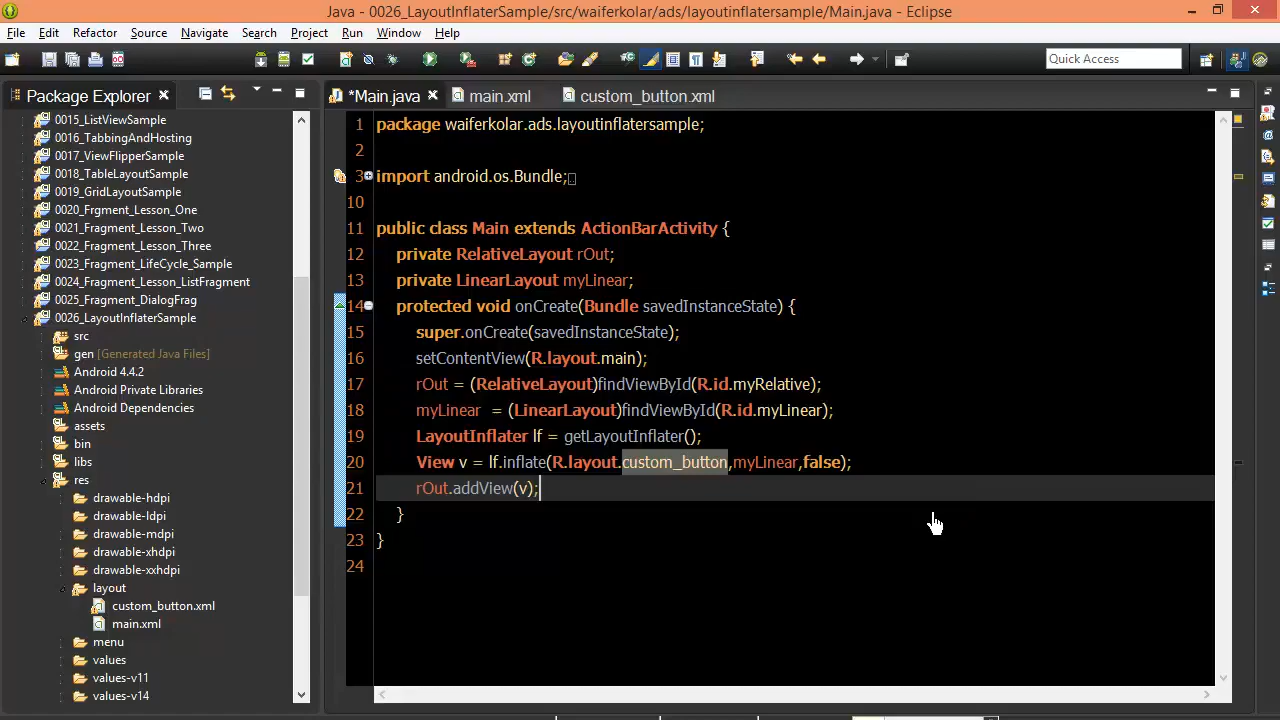 Java - 0026_LayoutInflaterSample/src/waiferkolar/ads/layoutinflatersample/Main.java - Eclipse
File Edit Refactor Source Navigate Search Project Run Window Help
Quick Access
Package Explorer
*Main.java main.xml custom_button.xml
0015_ListViewSample
0016_TabbingAndHosting
0017_ViewFlipperSample
0018_TableLayoutSample
0019_GridLayoutSample
0020_Frgment_Lesson_One
0021_Fragment_Lesson_Two
0022_Fragment_Lesson_Three
0023_Fragment_LifeCycle_Sample
0024_Fragment_Lesson_ListFragment
0025_Fragment_DialogFrag
0026_LayoutInflaterSample
src
gen [Generated Java Files]
Android 4.4.2
Android Private Libraries
Android Dependencies
assets
bin
libs
res
drawable-hdpi
drawable-ldpi
drawable-mdpi
drawable-xhdpi
drawable-xxhdpi
layout
custom_button.xml
main.xml
menu
values
values-v11
values-v14
1 package waiferkolar.ads.layoutinflatersample;
2
3 import android.os.Bundle;
10
11 public class Main extends ActionBarActivity {
12 private RelativeLayout rOut;
13 private LinearLayout myLinear;
14 protected void onCreate(Bundle savedInstanceState) {
15 super.onCreate(savedInstanceState);
16 setContentView(R.layout.main);
17 rOut = (RelativeLayout)findViewById(R.id.myRelative);
18 myLinear = (LinearLayout)findViewById(R.id.myLinear);
19 LayoutInflater lf = getLayoutInflater();
20 View v = lf.inflate(R.layout.custom_button,myLinear,false);
21 rOut.addView(v);
22 }
23 }
24